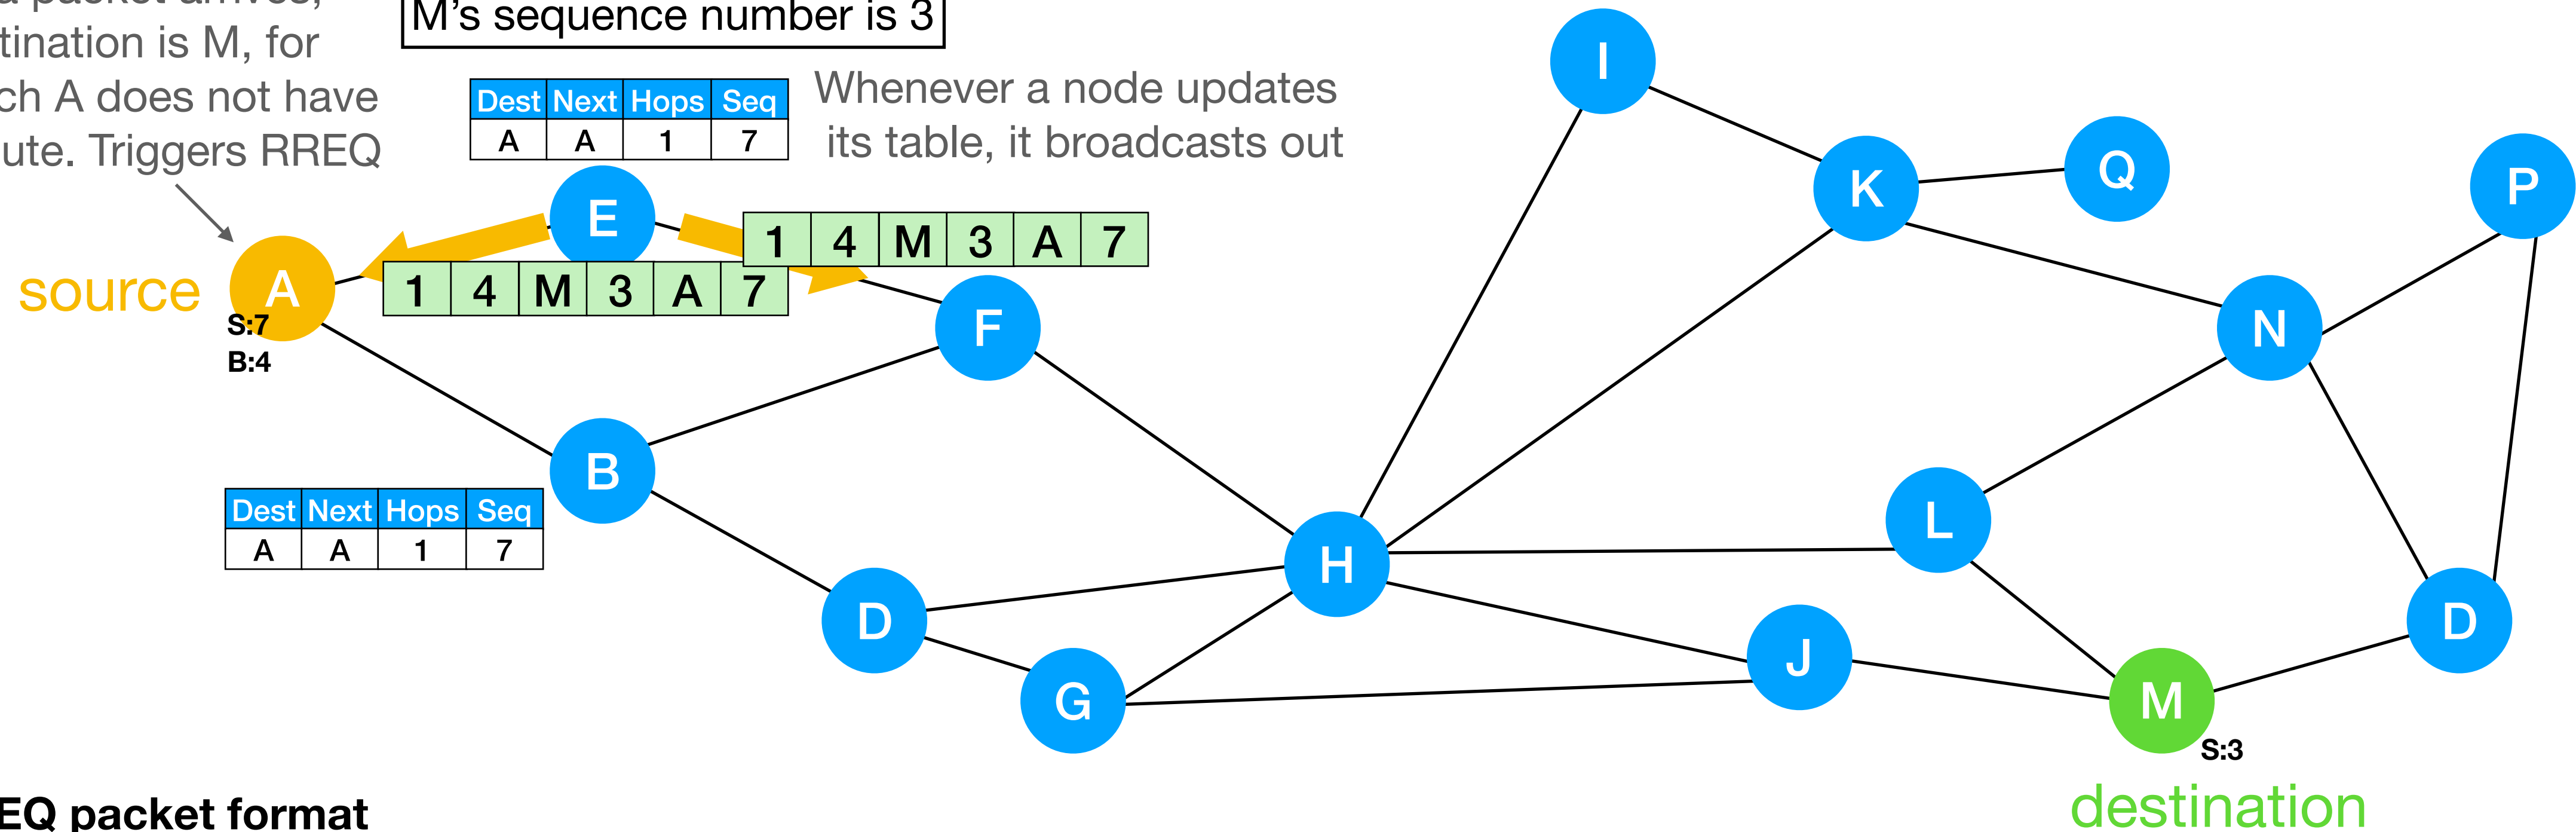 a packet arrives,
tination is M, for
ch A does not have
ute. Triggers RREQ
M's sequence number is 3
Dest Next Hops Seq
A A 1 7
Whenever a node updates
its table, it broadcasts out
I
K
Q
P
E
1 4 M 3 A 7
source
A
1 4 M 3 A 7
S:7
B:4
F
N
B
Dest Next Hops Seq
A A 1 7
H
L
D
G
J
M
D
S:3
destination
EQ packet format